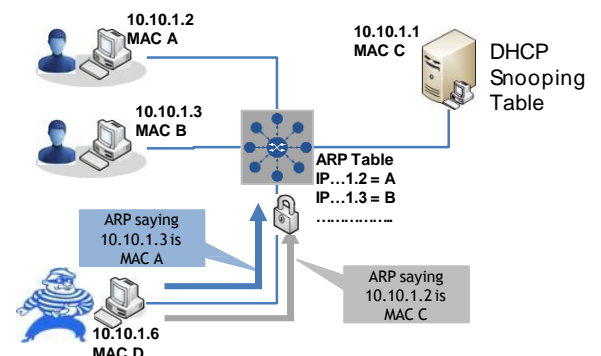 10.10.1.2
MAC A
10.10.1.1
MAC C
DHCP
Snooping
Table
10.10.1.3
MAC B
ARP Table
IP...1.2 = A
IP...1.3 = B
……………..
ARP saying
10.10.1.3 is
MAC A
ARP saying
10.10.1.2 is
MAC C
10.10.1.6
MAC D